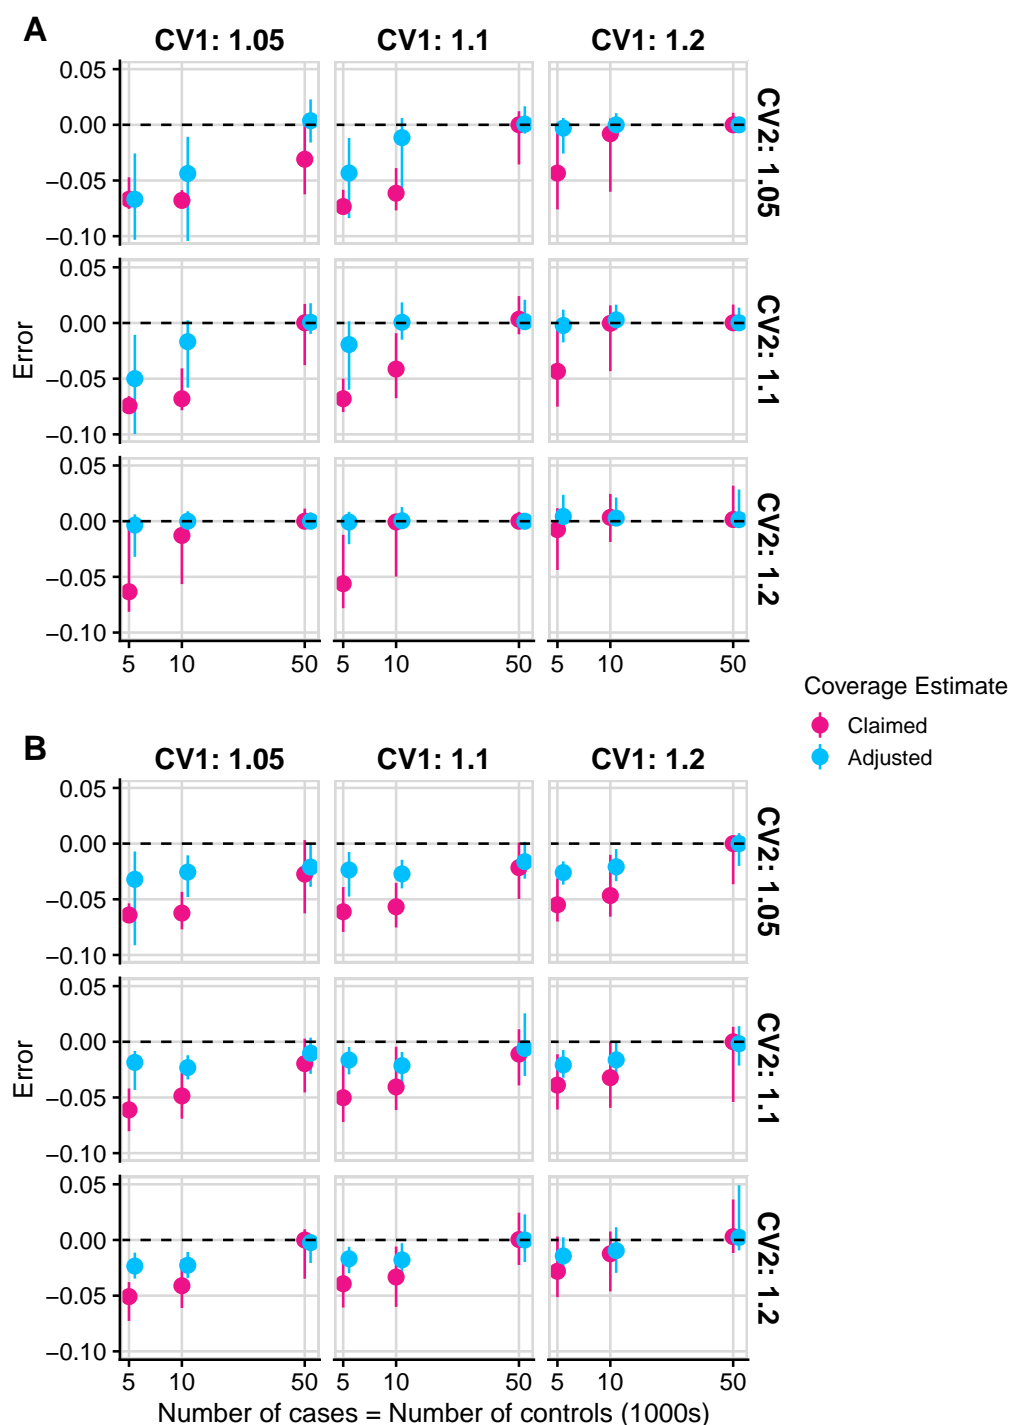 A
CV1: 1.05 CV1: 1.1 CV1: 1.2
0.05
0.00
−0.05
−0.10
CV2: 1.05
0.05
0.00
−0.05
−0.10
CV2: 1.1
0.05
0.00
−0.05
−0.10
CV2: 1.2
Error
5 10 50 5 10 50 5 10 50
Coverage Estimate
Claimed
Adjusted
B
CV1: 1.05 CV1: 1.1 CV1: 1.2
0.05
0.00
−0.05
−0.10
CV2: 1.05
0.05
0.00
−0.05
−0.10
CV2: 1.1
0.05
0.00
−0.05
−0.10
CV2: 1.2
Error
5 10 50 5 10 50 5 10 50
Number of cases = Number of controls (1000s)